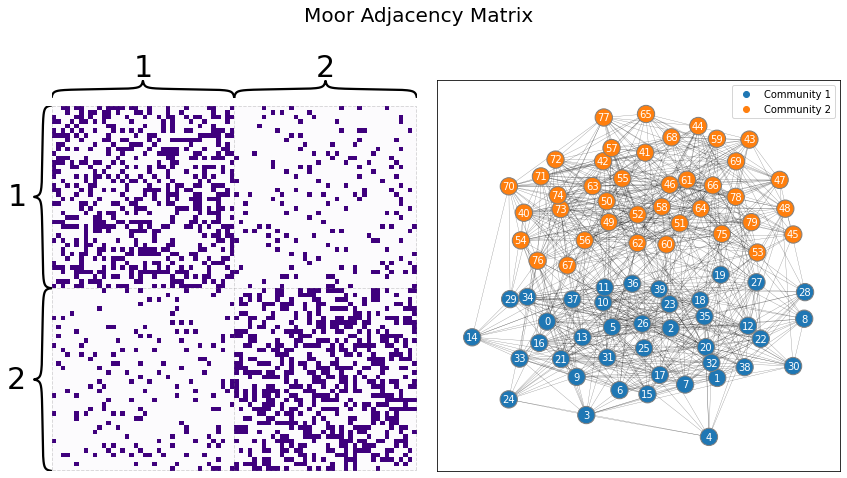 Moor Adjacency Matrix
1 2
1
2
Community 1
Community 2
77 65
44
68 59 43
57 41
72 42 69
71 55 46 61 47
70 63 66
74 50 78
40 73 58 64 48
49 52 51 79
54 56 62 60 75 45
76 67 53
19
11 36 39 27
29 34 37 10 23 18 28
0 5 26 2 35 12 8
14 16 13 25 20 22
33 21 31 32 38 30
9 17 1
24 6 15 7
3
4